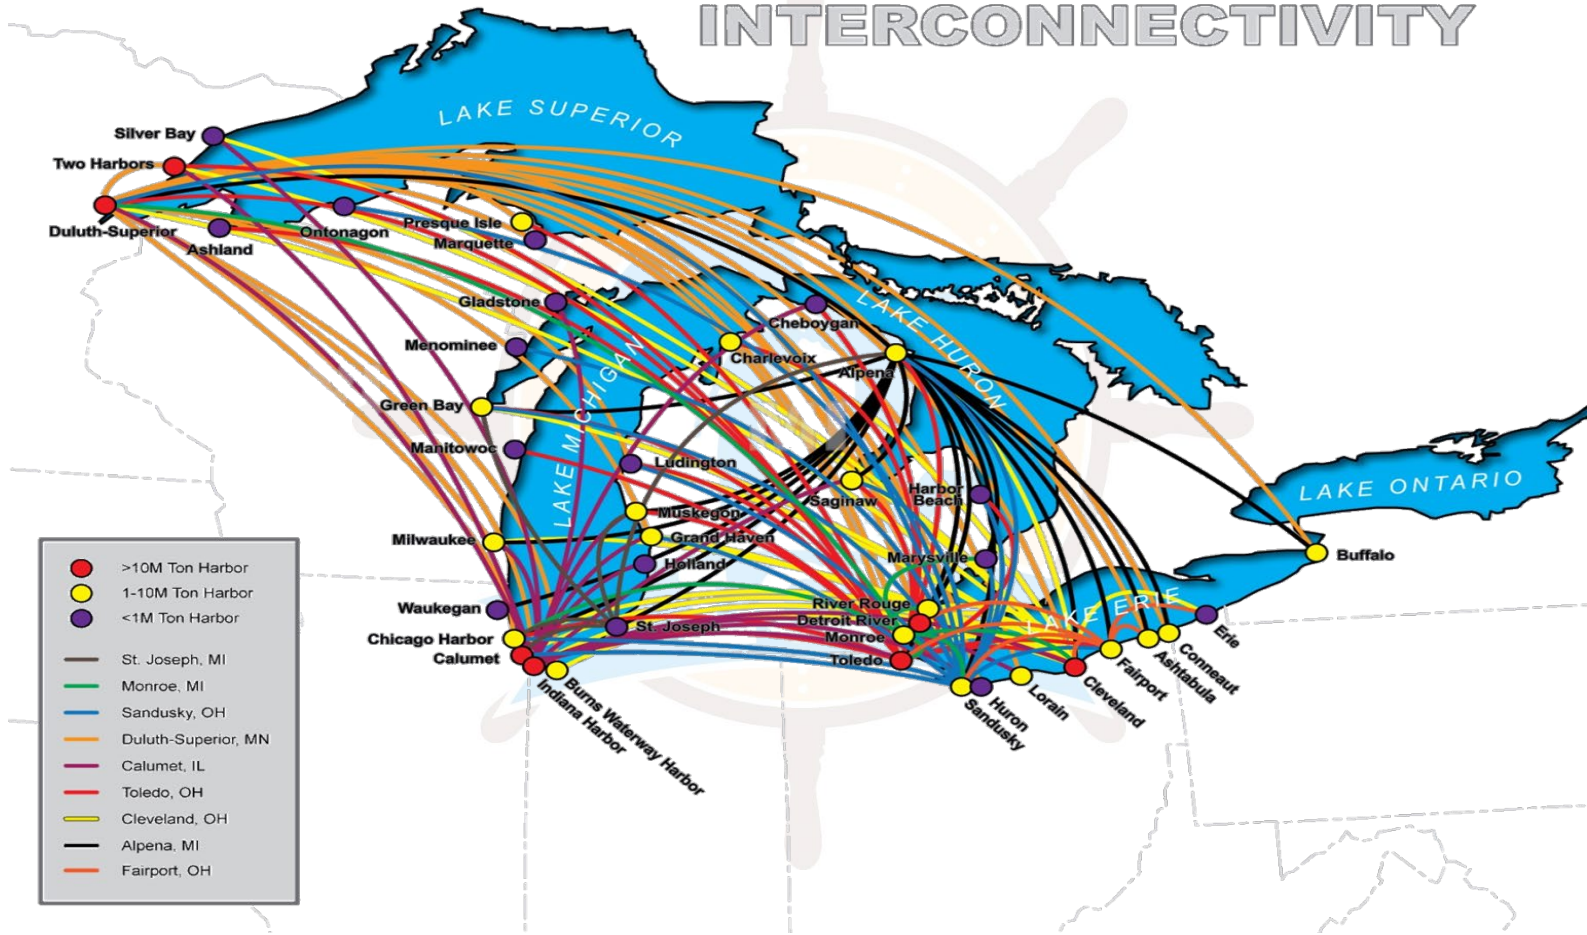 INTERCONNECTIVITY
LAKE SUPERIOR
Silver Bay
Two Harbors
Duluth-Superior
Ashland
Ontonagon
Presque Isle
Marquette
Gladstone
Menominee
Green Bay
Manitowoc
LAKE MICHIGAN
Ludington
Muskegon
Grand Haven
Holland
Milwaukee
Waukegan
Chicago Harbor
Calumet
Indiana Harbor
Burns Waterway Harbor
St. Joseph
Cheboygan
Charlevoix
Alpena
LAKE HURON
Saginaw
Harbor
Beach
Marysville
River Rouge
Detroit River
Monroe
Toledo
LAKE ERIE
Sandusky
Huron
Lorain
Cleveland
Fairport
Ashtabula
Conneaut
Erie
Buffalo
LAKE ONTARIO
>10M Ton Harbor
1-10M Ton Harbor
<1M Ton Harbor
St. Joseph, MI
Monroe, MI
Sandusky, OH
Duluth-Superior, MN
Calumet, IL
Toledo, OH
Cleveland, OH
Alpena, MI
Fairport, OH